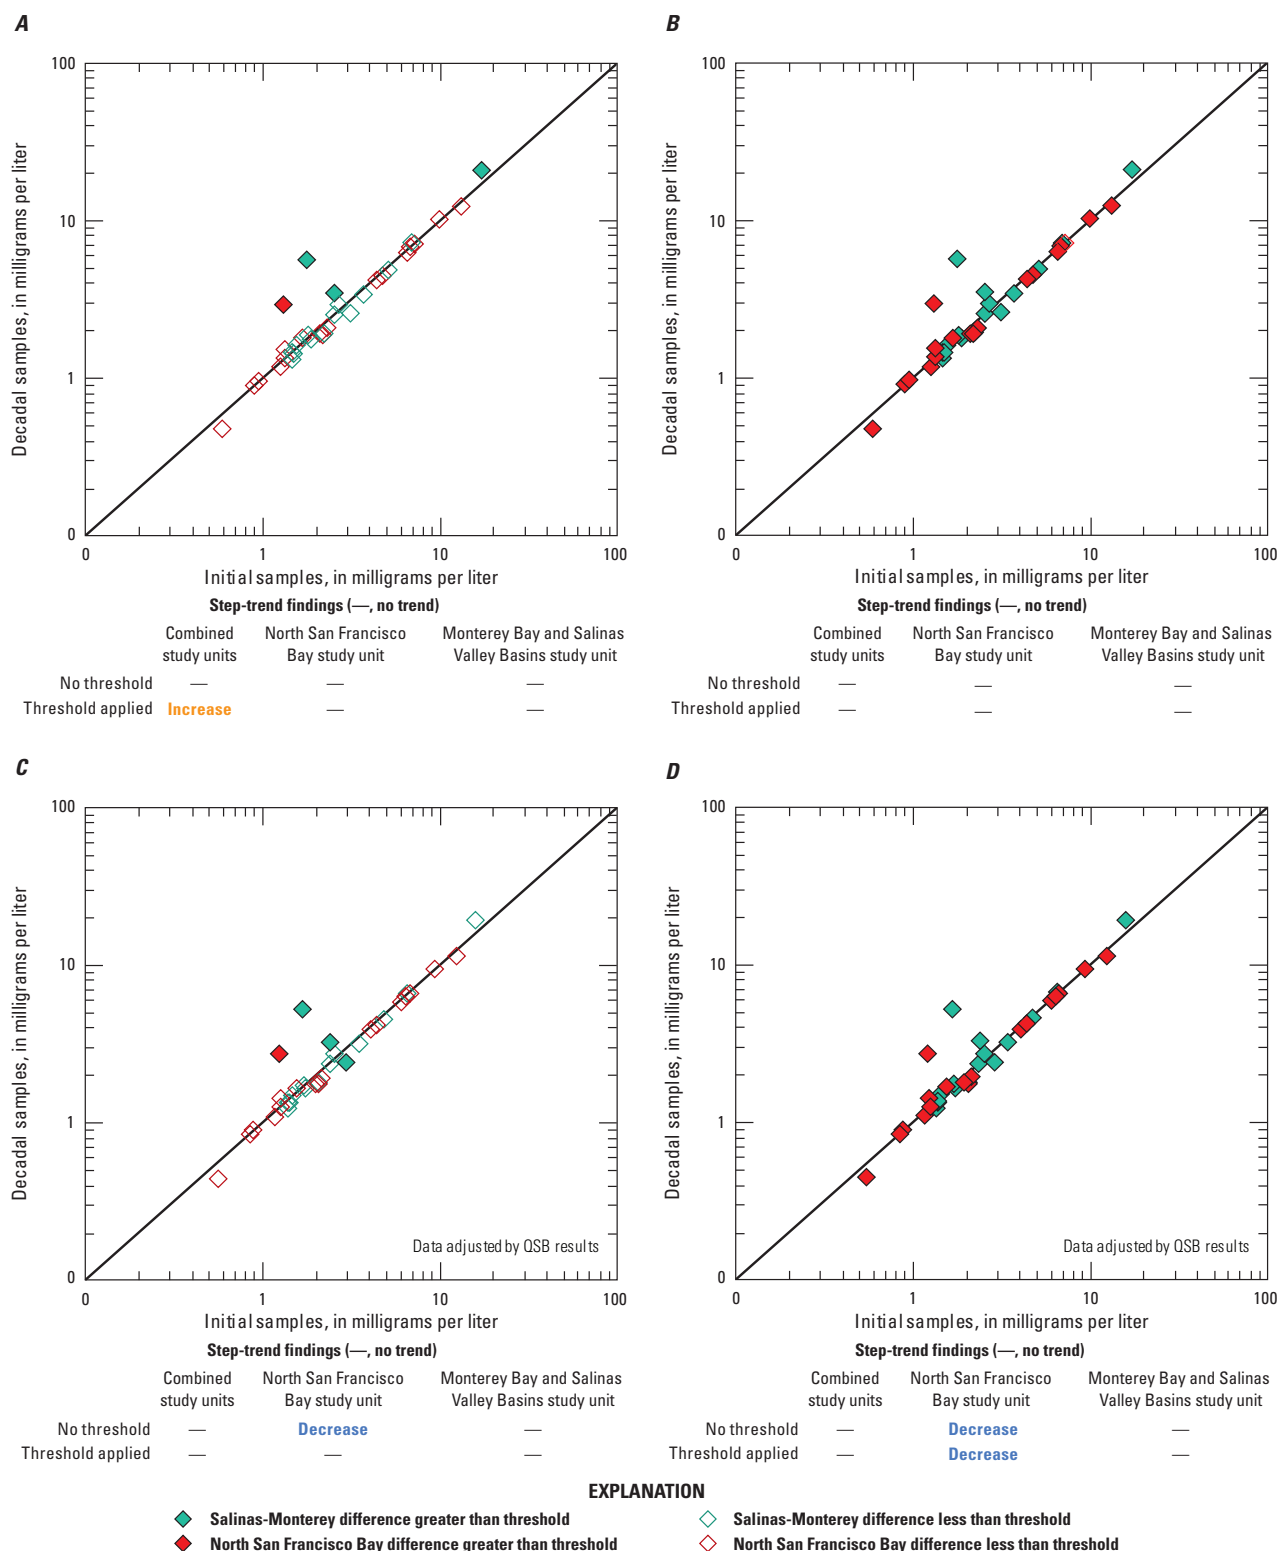 A
B
100
10
1
0
0
1
10
100
Decadal samples, in milligrams per liter
Initial samples, in milligrams per liter
Step-trend findings (—, no trend)
Combined study units
North San Francisco Bay study unit
Monterey Bay and Salinas Valley Basins study unit
No threshold — — —
Threshold applied Increase — —
100
10
1
0
0
1
10
100
Decadal samples, in milligrams per liter
Initial samples, in milligrams per liter
Step-trend findings (—, no trend)
Combined study units
North San Francisco Bay study unit
Monterey Bay and Salinas Valley Basins study unit
No threshold — — —
Threshold applied — — —
C
D
100
10
1
0
0
1
10
100
Decadal samples, in milligrams per liter
Data adjusted by QSB results
Initial samples, in milligrams per liter
Step-trend findings (—, no trend)
Combined study units
North San Francisco Bay study unit
Monterey Bay and Salinas Valley Basins study unit
No threshold — Decrease —
Threshold applied — — —
100
10
1
0
0
1
10
100
Decadal samples, in milligrams per liter
Data adjusted by QSB results
Initial samples, in milligrams per liter
Step-trend findings (—, no trend)
Combined study units
North San Francisco Bay study unit
Monterey Bay and Salinas Valley Basins study unit
No threshold — Decrease —
Threshold applied — Decrease —
EXPLANATION
Salinas-Monterey difference greater than threshold
North San Francisco Bay difference greater than threshold
Salinas-Monterey difference less than threshold
North San Francisco Bay difference less than threshold